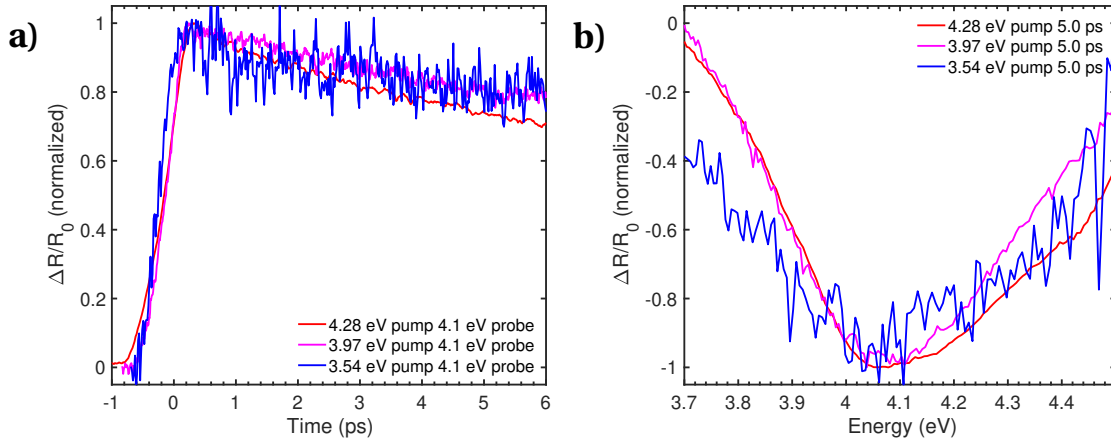 a)
ΔR/R0 (normalized)
1
0.8
0.6
0.4
0.2
0
4.28 eV pump 4.1 eV probe
3.97 eV pump 4.1 eV probe
3.54 eV pump 4.1 eV probe
-1 0 1 2 3 4 5 6
Time (ps)
b)
ΔR/R0 (normalized)
4.28 eV pump 5.0 ps
3.97 eV pump 5.0 ps
3.54 eV pump 5.0 ps
0
-0.2
-0.4
-0.6
-0.8
-1
3.7 3.8 3.9 4 4.1 4.2 4.3 4.4
Energy (eV)